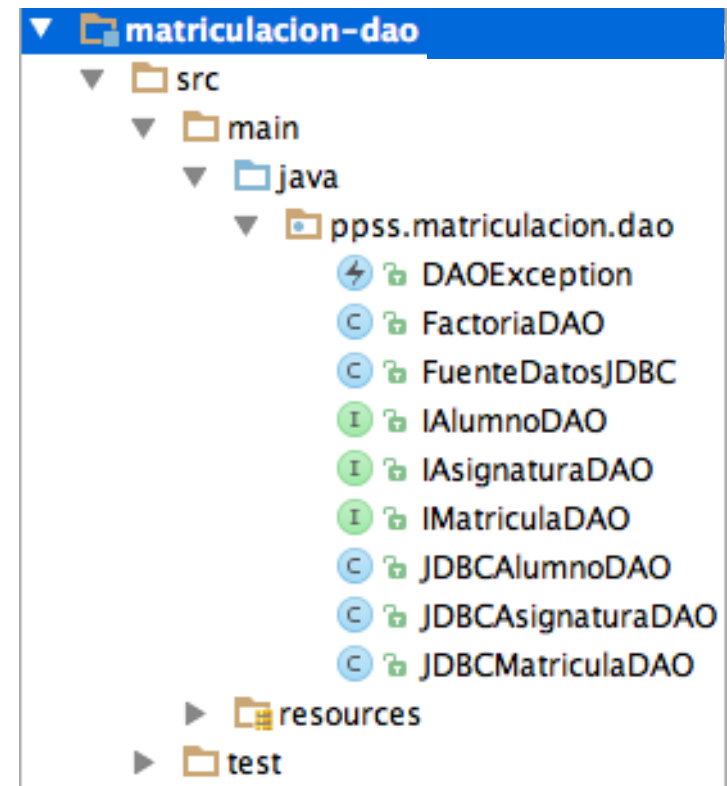 matriculacion-dao
src
main
java
ppss.matriculacion.dao
DAOException
C FactoriaDAO
C FuenteDatosJDBC
I IAlumnoDAO
I IAsignaturaDAO
I IMatriculaDAO
C JDBCAlumnoDAO
C JDBCAsignaturaDAO
C JDBCMatriculaDAO
resources
test